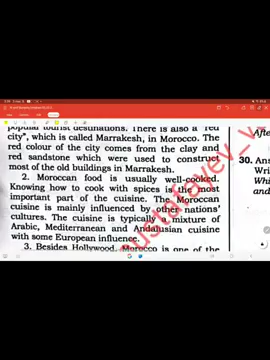 popular tourist destinations. There is also a "red
city", which is called Marrakesh, in Morocco. The
red colour of the city comes from the clay and
red sandstone which were used to construct
most of the old buildings in Marrakesh.
2. Moroccan food is usually well-cooked.
Knowing how to cook with spices is the most
important part of the cuisine. The Moroccan
cuisine is mainly influenced by other nations'
cultures. The cuisine is typically a mixture of
Arabic, Mediterranean and Andalusian cuisine
with some European influence.
3. Besides Hollywood, Morocco is one of the
Afte
30. Ans
Wri
Whi
and